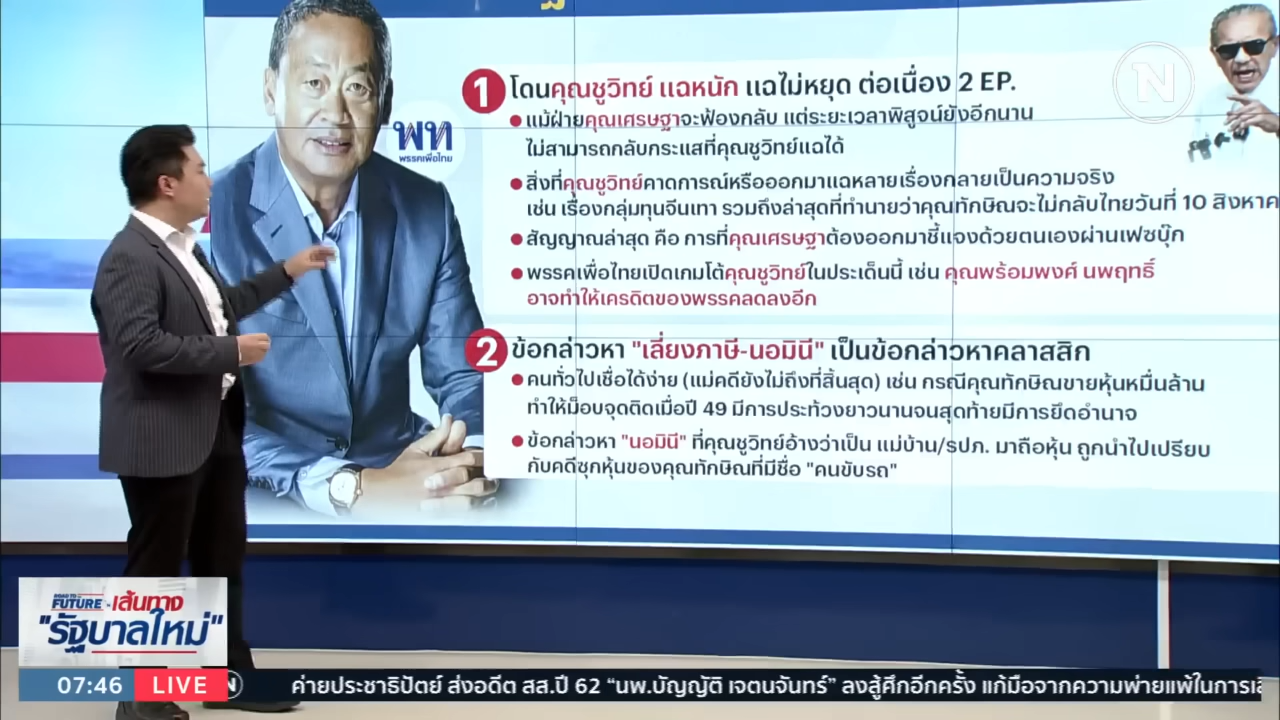 1 โดนคุณชูวิทย์ แฉหนัก แฉไม่หยุด ต่อเนื่อง 2 EP.
N
• แม้ฝ่ายคุณเศรษฐาจะฟ้องกลับ แต่ระยะเวลาพิสูจน์ยังอีกนาน
ไม่สามารถกลับกระแสที่คุณชูวิทย์แฉได้
พท
พรรคเพื่อไทย
• สิ่งที่คุณชูวิทย์คาดการณ์หรือออกมาแฉหลายเรื่องกลายเป็นความจริง
เช่น เรื่องกลุ่มทุนจีนเทา รวมถึงล่าสุดที่ทำนายว่าคุณทักษิณจะไม่กลับไทยวันที่ 10 สิงหาค
• สัญญาณล่าสุด คือ การที่คุณเศรษฐาต้องออกมาชี้แจงด้วยตนเองผ่านเฟซบุ๊ก
• พรรคเพื่อไทยเปิดเกมโต้คุณชูวิทย์ในประเด็นนี้ เช่น คุณพร้อมพงศ์ นพฤทธิ์
อาจทำให้เครดิตของพรรคลดลงอีก
2 ข้อกล่าวหา "เลี่ยงภาษี-นอมินี" เป็นข้อกล่าวหาคลาสสิก
• คนทั่วไปเชื่อได้ง่าย (แม่คดียังไม่ถึงที่สิ้นสุด) เช่น กรณีคุณทักษิณขายหุ้นหมื่นล้าน
ทำให้ม็อบจุดติดเมื่อปี 49 มีการประท้วงยาวนานจนสุดท้ายมีการยึดอำนาจ
• ข้อกล่าวหา "นอมินี" ที่คุณชูวิทย์อ้างว่าเป็น แม่บ้าน/รปภ. มาถือหุ้น ถูกนำไปเปรียบ
กับคดีซุกหุ้นของคุณทักษิณที่มีชื่อ "คนขับรถ"
ROAD TO
FUTURE เส้นทาง
"รัฐบาลใหม่"
07:46 LIVE N ค่ายประชาธิปัตย์ ส่งอดีต สส.ปี 62 “นพ.บัญญัติ เจตนจันทร์” ลงสู้ศึกอีกครั้ง แก้มือจากความพ่ายแพ้ในการเลื